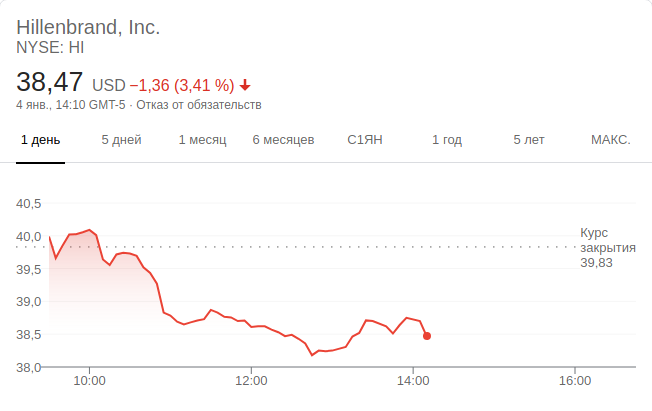 Hillenbrand, Inc.
NYSE: HI
38,47 USD −1,36 (3,41 %)
4 янв., 14:10 GMT-5 · Отказ от обязательств
1 день 5 дней 1 месяц 6 месяцев С1ЯН 1 год 5 лет МАКС.
40,5
40,0
39,5
39,0
38,5
38,0
Курс
закрытия
39,83
10:00 12:00 14:00 16:00